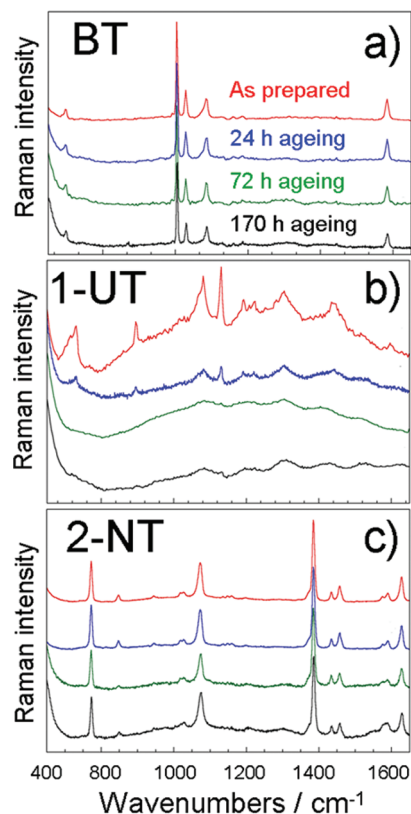 BT
a)
Raman intensity
As prepared
24 h ageing
72 h ageing
170 h ageing
1-UT
b)
Raman intensity
2-NT
c)
Raman intensity
400 800 1000 1200 1400 1600
Wavenumbers / cm-1